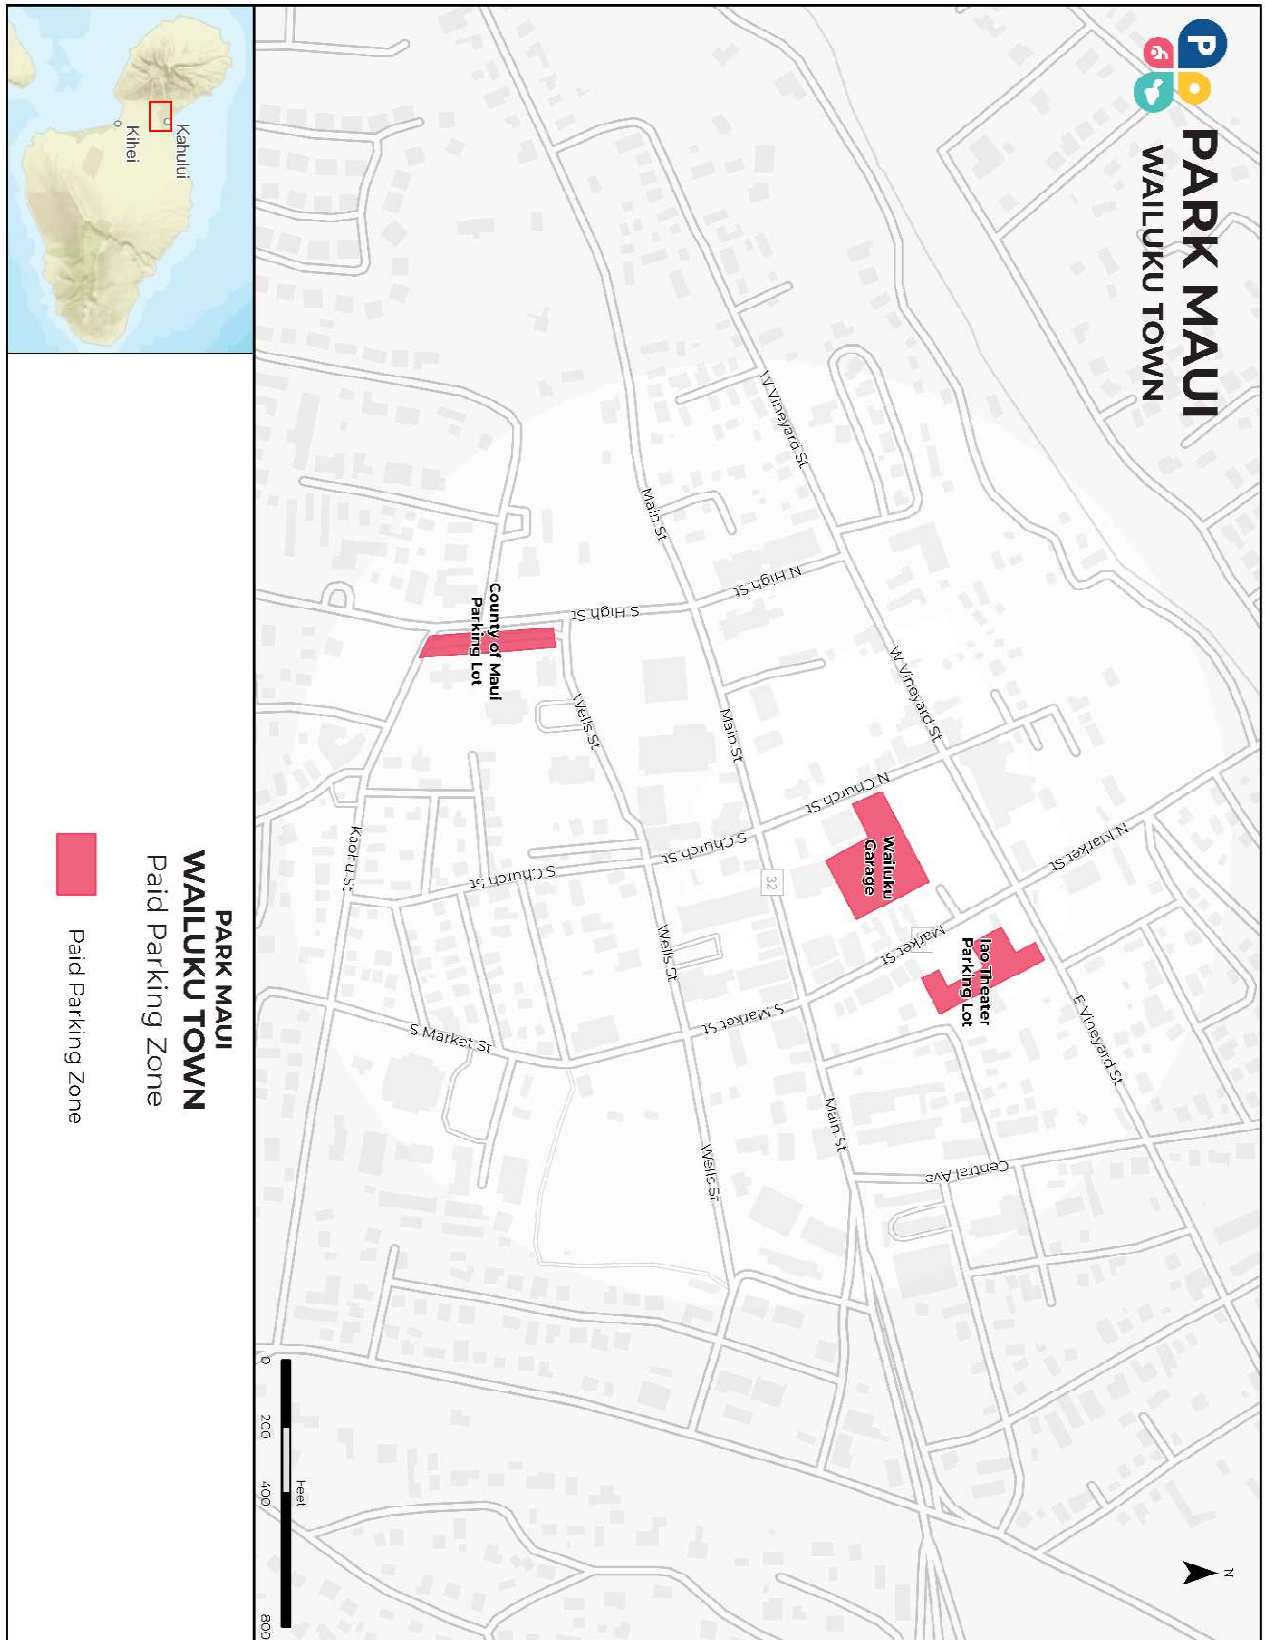 P
PARK MAUI
WAILUKU TOWN
N
W Vineyard St
W Vineyard St
N Market St
E Vineyard St
Main St
N High St
S High St
Main St
N Church St
Wailuku
Garage
Iao Theater
Parking Lot
Market St
32
S Church St
Central Ave
Main St
County of Maui
Parking Lot
Wells St
S Church St
Wells St
S Market St
Wells St
Kaohu St
S Market St
Feet
0
200
400
800
Kahului
Kihei
PARK MAUI
WAILUKU TOWN
Paid Parking Zone
Paid Parking Zone